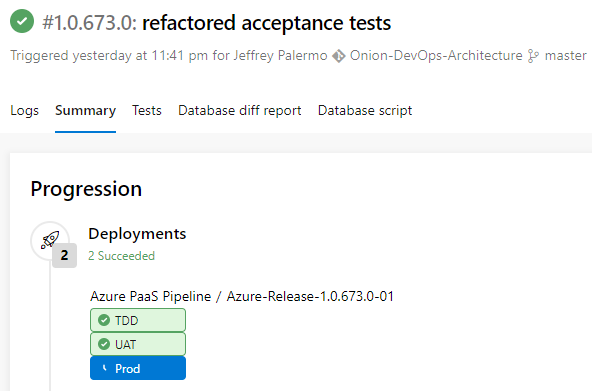 #1.0.673.0: refactored acceptance tests
Triggered yesterday at 11:41 pm for Jeffrey Palermo Onion-DevOps-Architecture master
Logs Summary Tests Database diff report Database script
Progression
Deployments
2
2 Succeeded
Azure PaaS Pipeline / Azure-Release-1.0.673.0-01
TDD
UAT
Prod